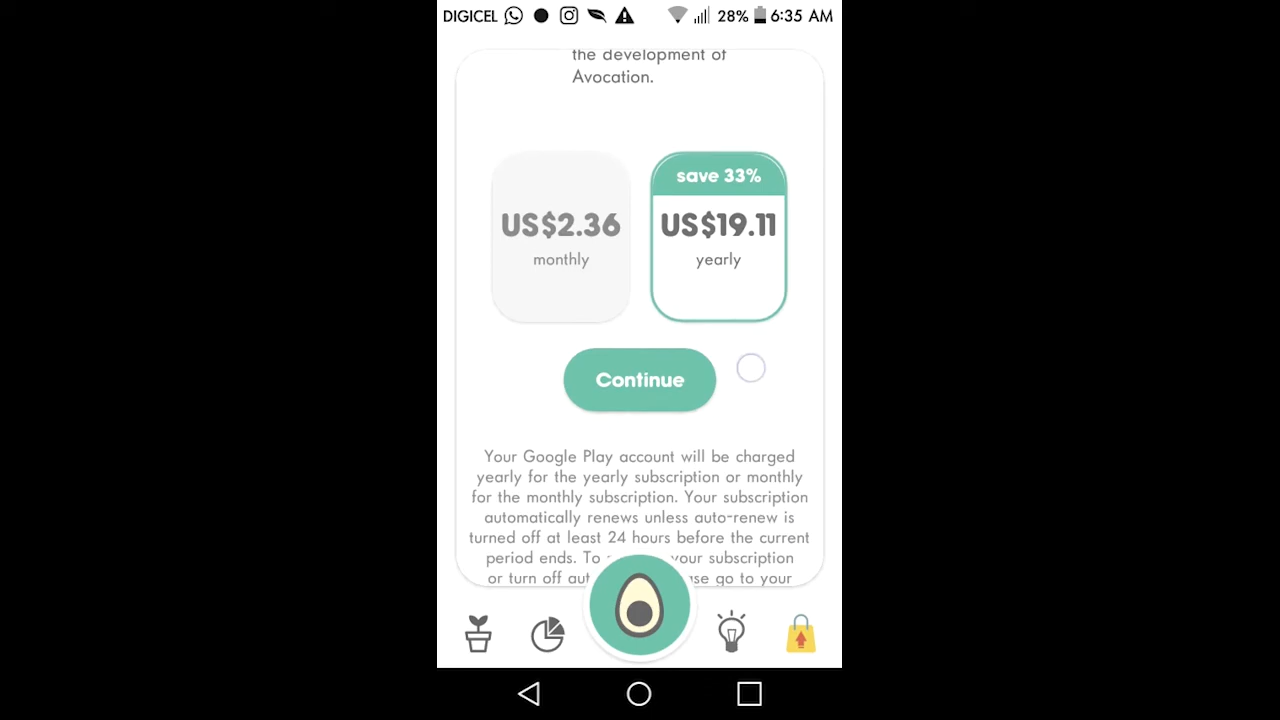 DIGICEL 28% 6:35 AM
the development of
Avocation.
save 33%
US$2.36 US$19.11
monthly yearly
Continue
Your Google Play account will be charged
yearly for the yearly subscription or monthly
for the monthly subscription. Your subscription
automatically renews unless auto-renew is
turned off at least 24 hours before the current
period ends. To your subscription
or turn off go to your